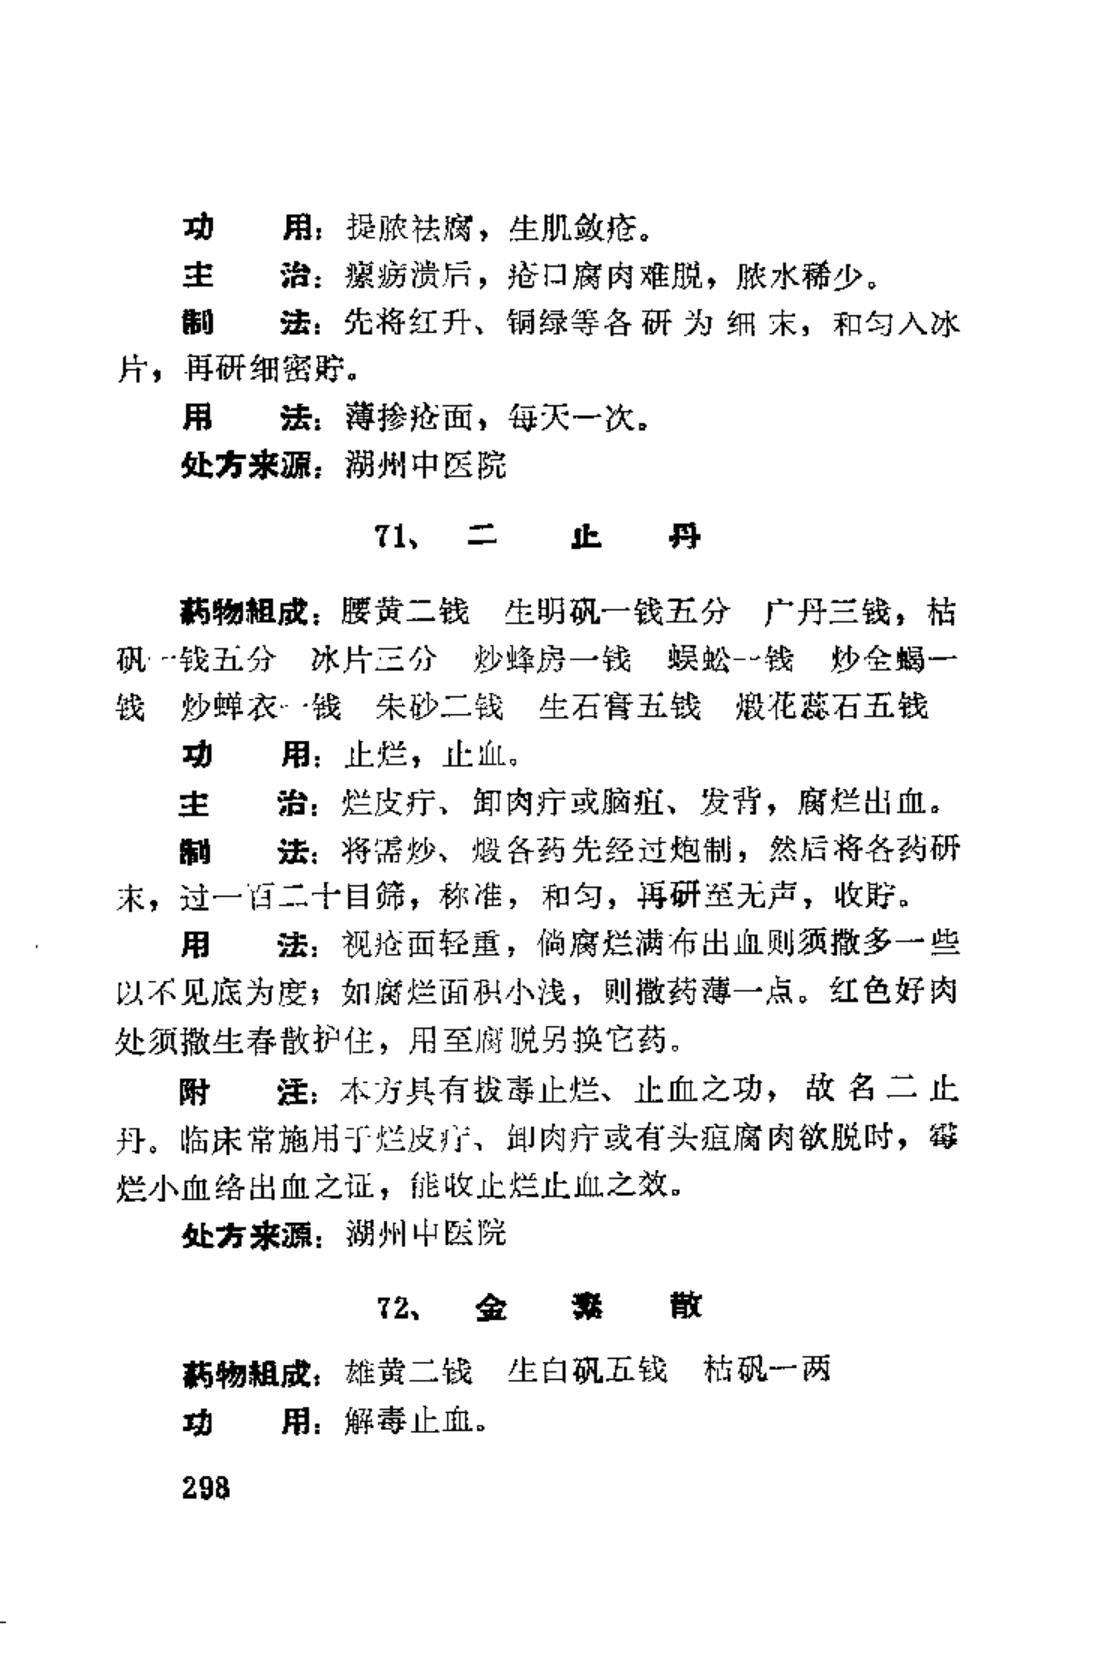 功　用：提脓祛腐，生肌敛疮。
主　治：瘰疬溃后，疮口腐肉难脱，脓水稀少。
制　法：先将红升、铜绿等各研为细末，和匀入冰
片，再研细密貯。
用　法：薄掺疮面，每天一次。
处方来源：湖州中医院
71、二止丹
药物組成：腰黄二钱　生明矾一钱五分　广丹三钱，枯
矾一钱五分　冰片三分　炒蜂房一钱　蜈蚣一钱　炒全蝎一
钱　炒蝉衣一钱　朱砂二钱　生石膏五钱　煅花蕊石五钱
功　用：止烂，止血。
主　治：烂皮疔、卸肉疔或脑疽、发背，腐烂出血。
制　法：将需炒、煅各药先经过炮制，然后将各药研
末，过一百二十目筛，称准，和匀，再研至无声，收貯。
用　法：视疮面轻重，倘腐烂满布出血则须撒多一些
以不见底为度；如腐烂面积小浅，则撒药薄一点。红色好肉
处须撒生春散护住，用至腐脱另换它药。
附　注：本方具有拔毒止烂、止血之功，故名二止
丹。临床常施用于烂皮疔、卸肉疔或有头疽腐肉欲脱时，霉
烂小血络出血之证，能收止烂止血之效。
处方来源：湖州中医院
72、金散
药物組成：雄黄二钱　生白矾五钱　枯矾一两
功　用：解毒止血。
298